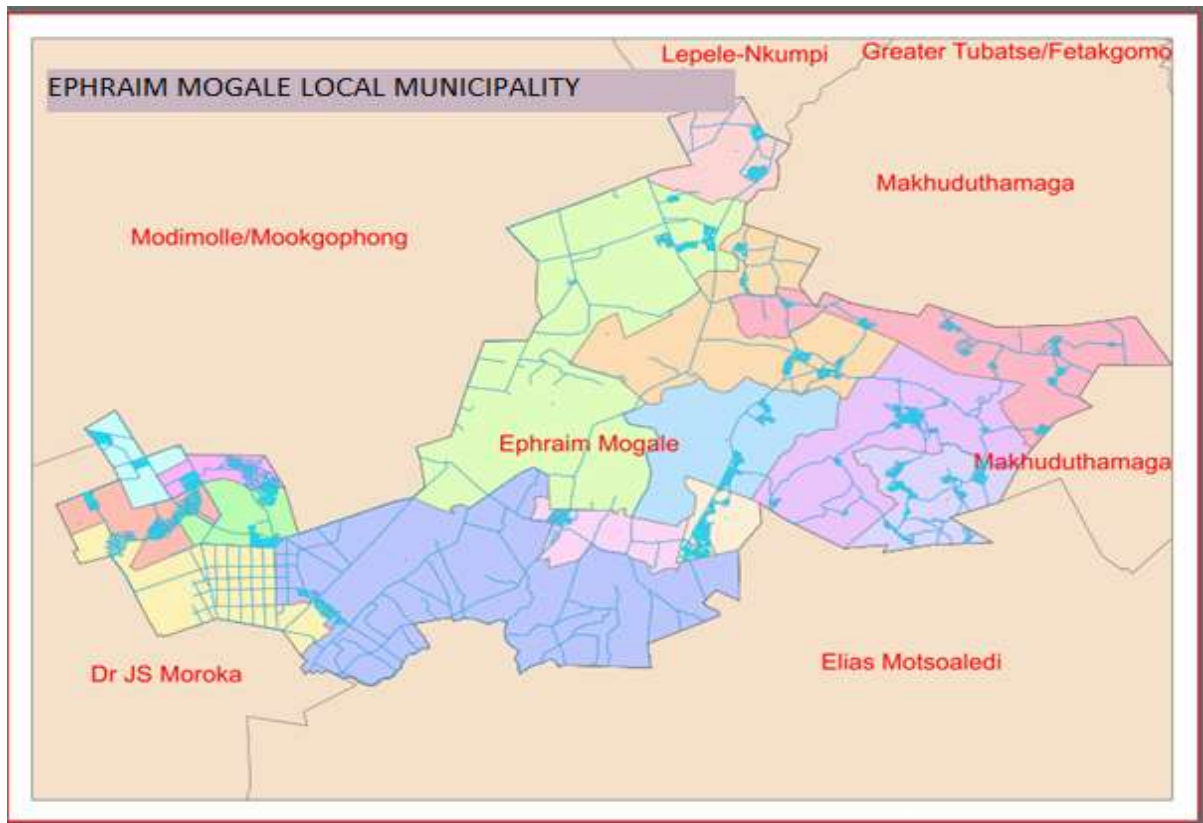 Lepele-Nkumpi
Greater Tubatse/Fetakgomo
EPHRAIM MOGALE LOCAL MUNICIPALITY
Makhuduthamaga
Modimolle/Mookgophong
Ephraim Mogale
Makhuduthamaga
Elias Motsoaledi
Dr JS Moroka